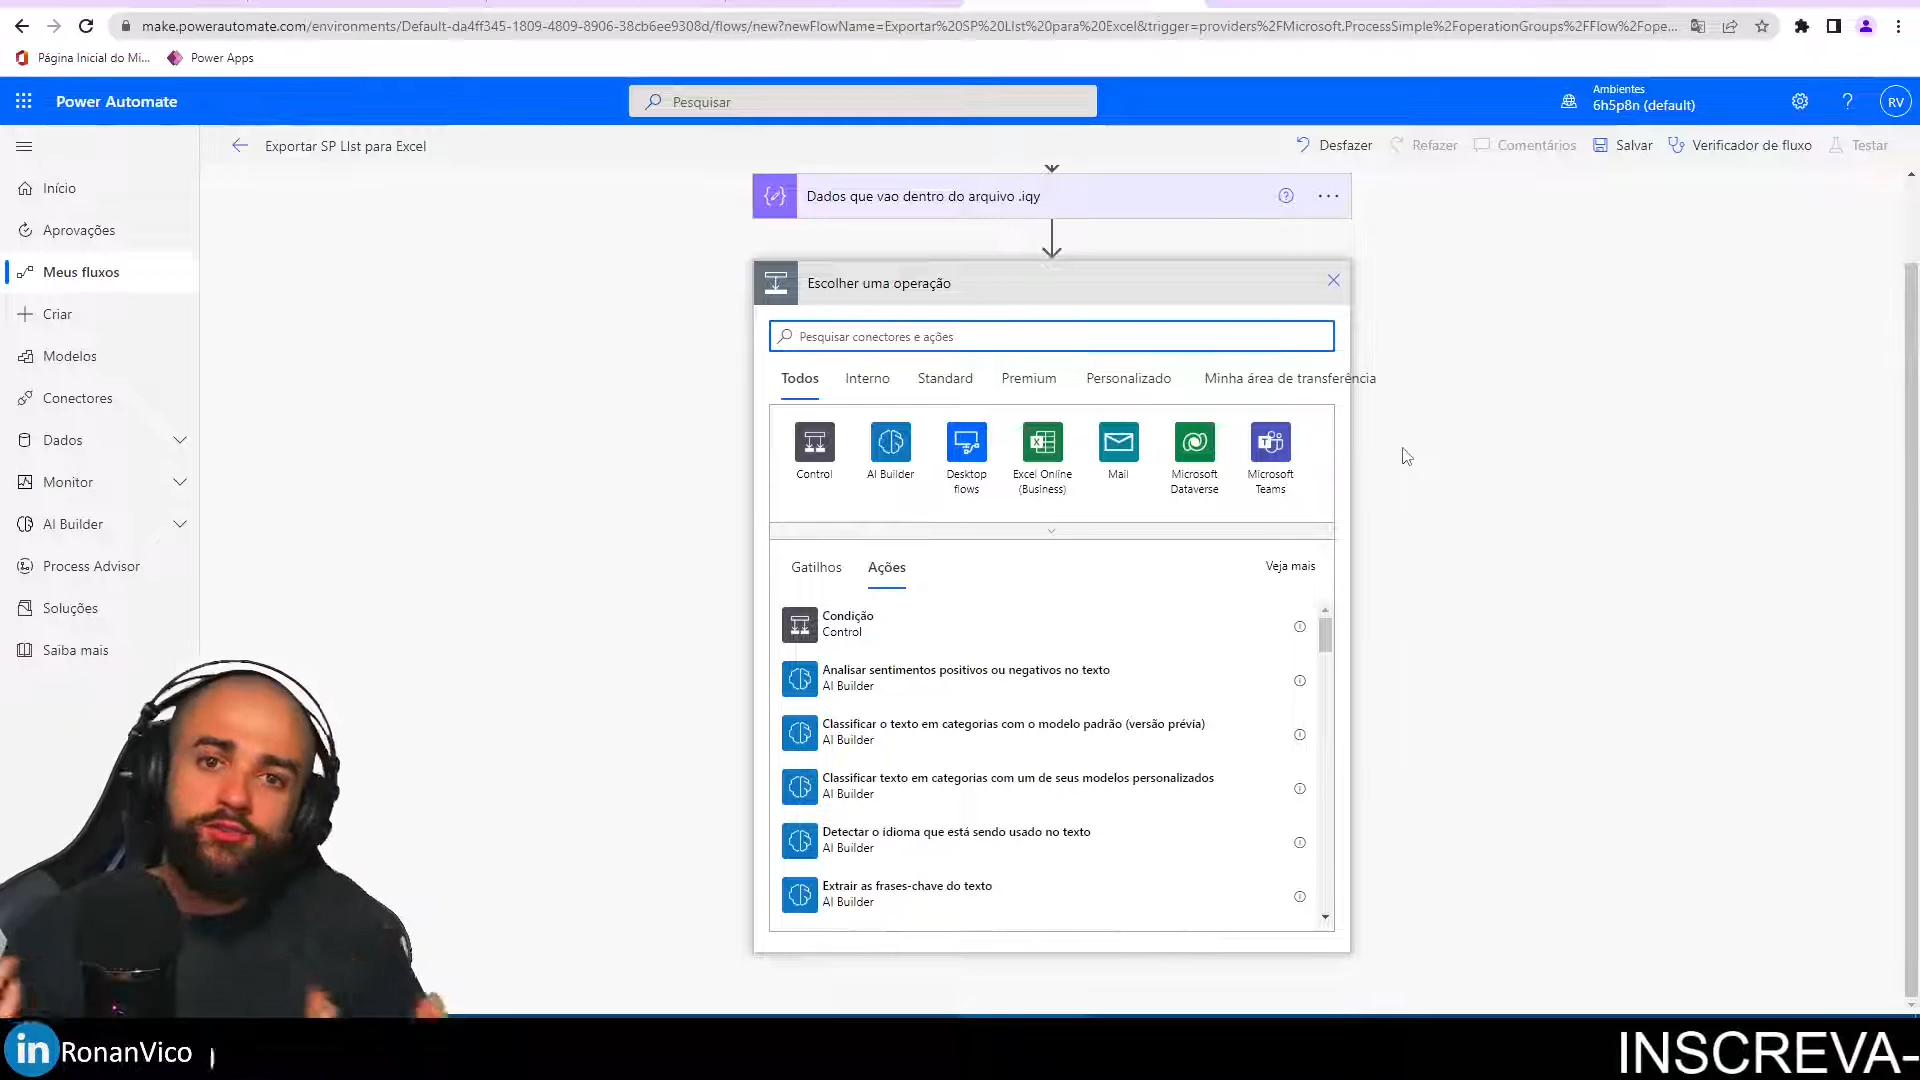 make.powerautomate.com/environments/Default-da4ff345-1809-4809-8906-38cb6ee9308d/flows/new?newFlowName=Exportar%20SP%20LIst%20para%20Excel&trigger=providers%2FMicrosoft.ProcessSimple%2FoperationGroups%2FFlow%2Fope...
Página Inicial do Mi...
Power Apps
Power Automate
Pesquisar
Ambientes
6h5p8n (default)
RV
Exportar SP LIst para Excel
Desfazer
Refazer
Comentários
Salvar
Verificador de fluxo
Testar
Início
Aprovações
Meus fluxos
Criar
Modelos
Conectores
Dados
Monitor
AI Builder
Process Advisor
Soluções
Saiba mais
Dados que vao dentro do arquivo .iqy
Escolher uma operação
Pesquisar conectores e ações
Todos
Interno
Standard
Premium
Personalizado
Minha área de transferência
Control
AI Builder
Desktop flows
Excel Online (Business)
Mail
Microsoft Dataverse
Microsoft Teams
Gatilhos
Ações
Veja mais
Condição
Control
Analisar sentimentos positivos ou negativos no texto
AI Builder
Classificar o texto em categorias com o modelo padrão (versão prévia)
AI Builder
Classificar texto em categorias com um de seus modelos personalizados
AI Builder
Detectar o idioma que está sendo usado no texto
AI Builder
Extrair as frases-chave do texto
AI Builder
in RonanVico
INSCREVA-